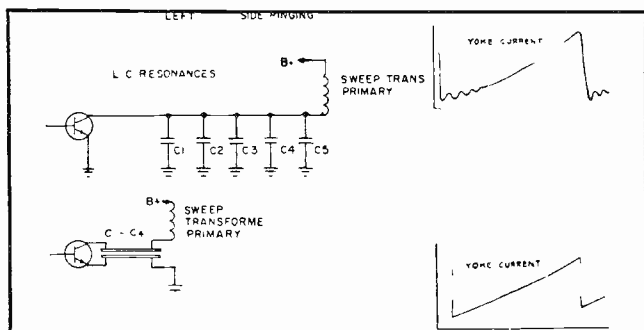 LEFT SIDE PINGING
L C RESONANCES
B+
SWEEP TRANS
PRIMARY
YOKE CURRENT
C1 C2 C3 C4 C5
B+
SWEEP
TRANSFORME
PRIMARY
C - C4
YOKE CURRENT